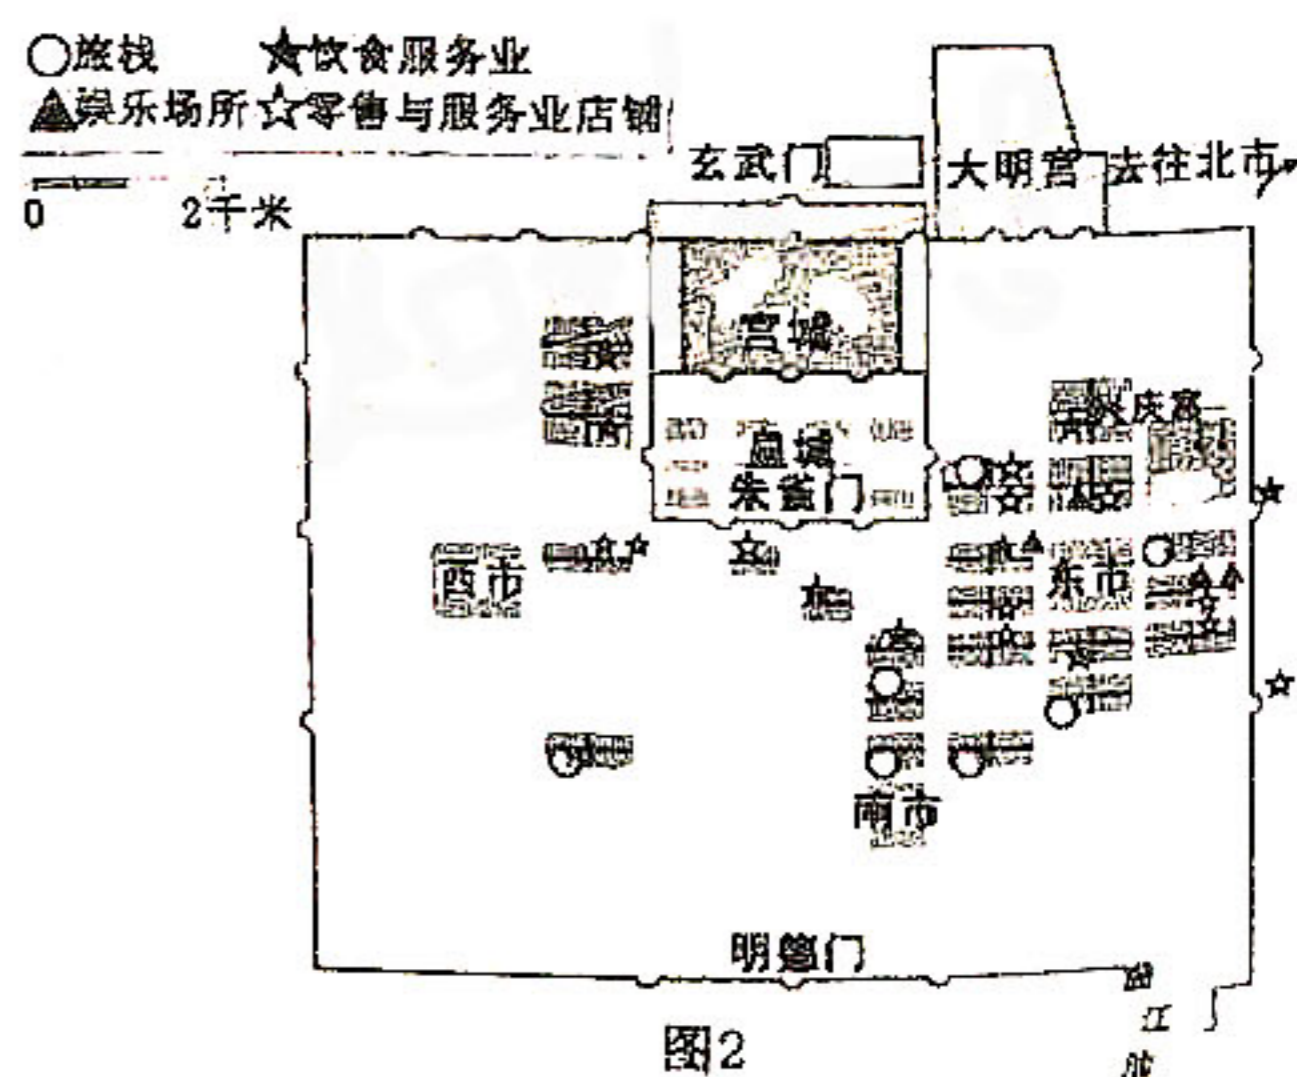 旅栈 饮食服务业
娱乐场所 零售与服务业店铺
0 2千米
玄武门
大明宫
去往北市
宫城
皇城
兴庆宫
朱雀门
西市
东市
南市
明德门
曲
江
池
图2